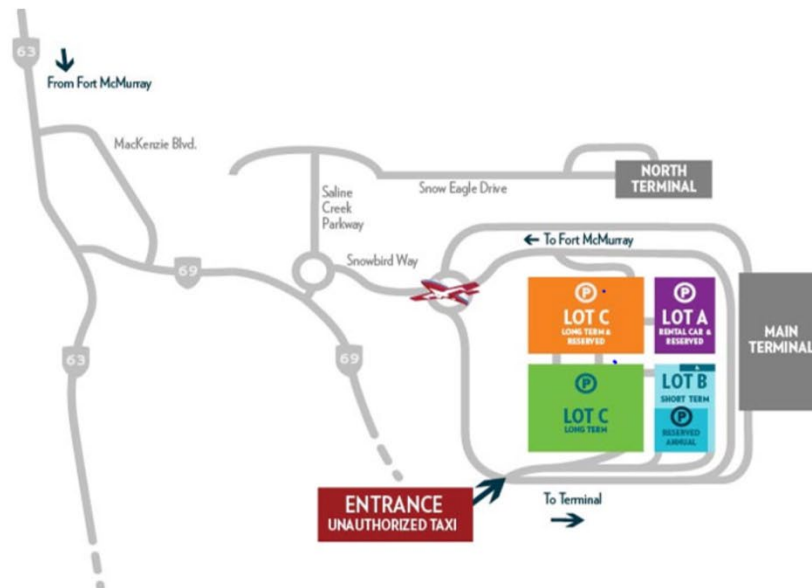 63
From Fort McMurray
MacKenzie Blvd.
NORTH
TERMINAL
Snow Eagle Drive
Saline
Creek
Parkway
To Fort McMurray
Snowbird Way
69
P
LOT C
LONG TERM &
RESERVED
P
LOT A
RENTAL CAR &
RESERVED
MAIN
TERMINAL
63
69
P
LOT C
LONG TERM
LOT B
SHORT TERM
P
RESERVED
ANNUAL
ENTRANCE
UNAUTHORIZED TAXI
To Terminal